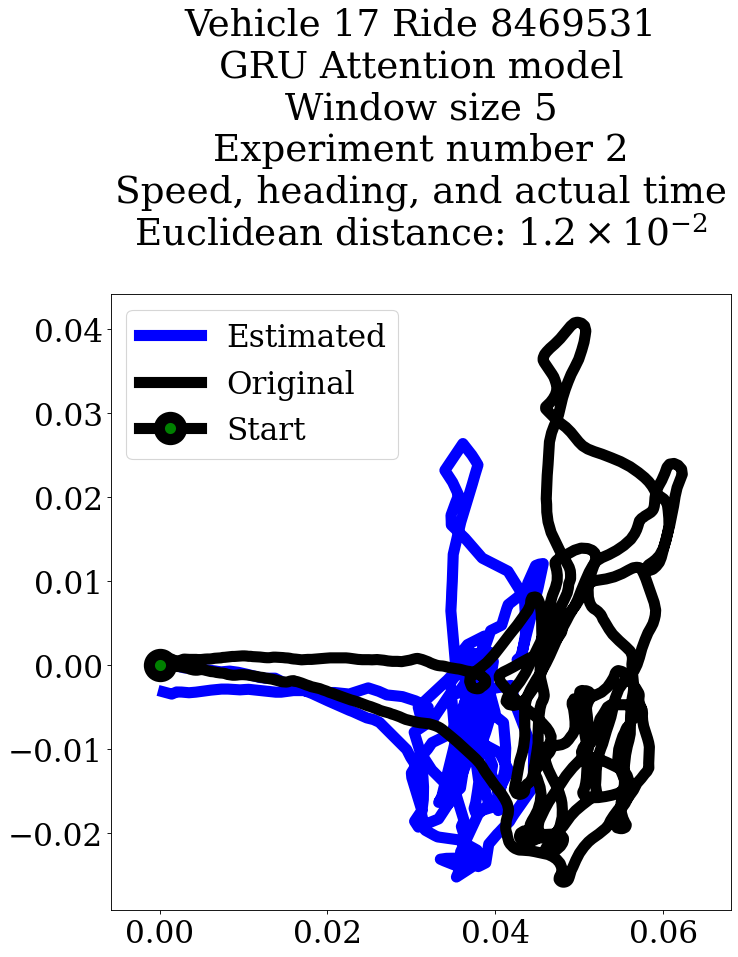 Vehicle 17 Ride 8469531
GRU Attention model
Window size 5
Experiment number 2
Speed, heading, and actual time
Euclidean distance: 1.2 × 10⁻²
Estimated
Original
Start
0.04
0.03
0.02
0.01
0.00
−0.01
−0.02
0.00 0.02 0.04 0.06